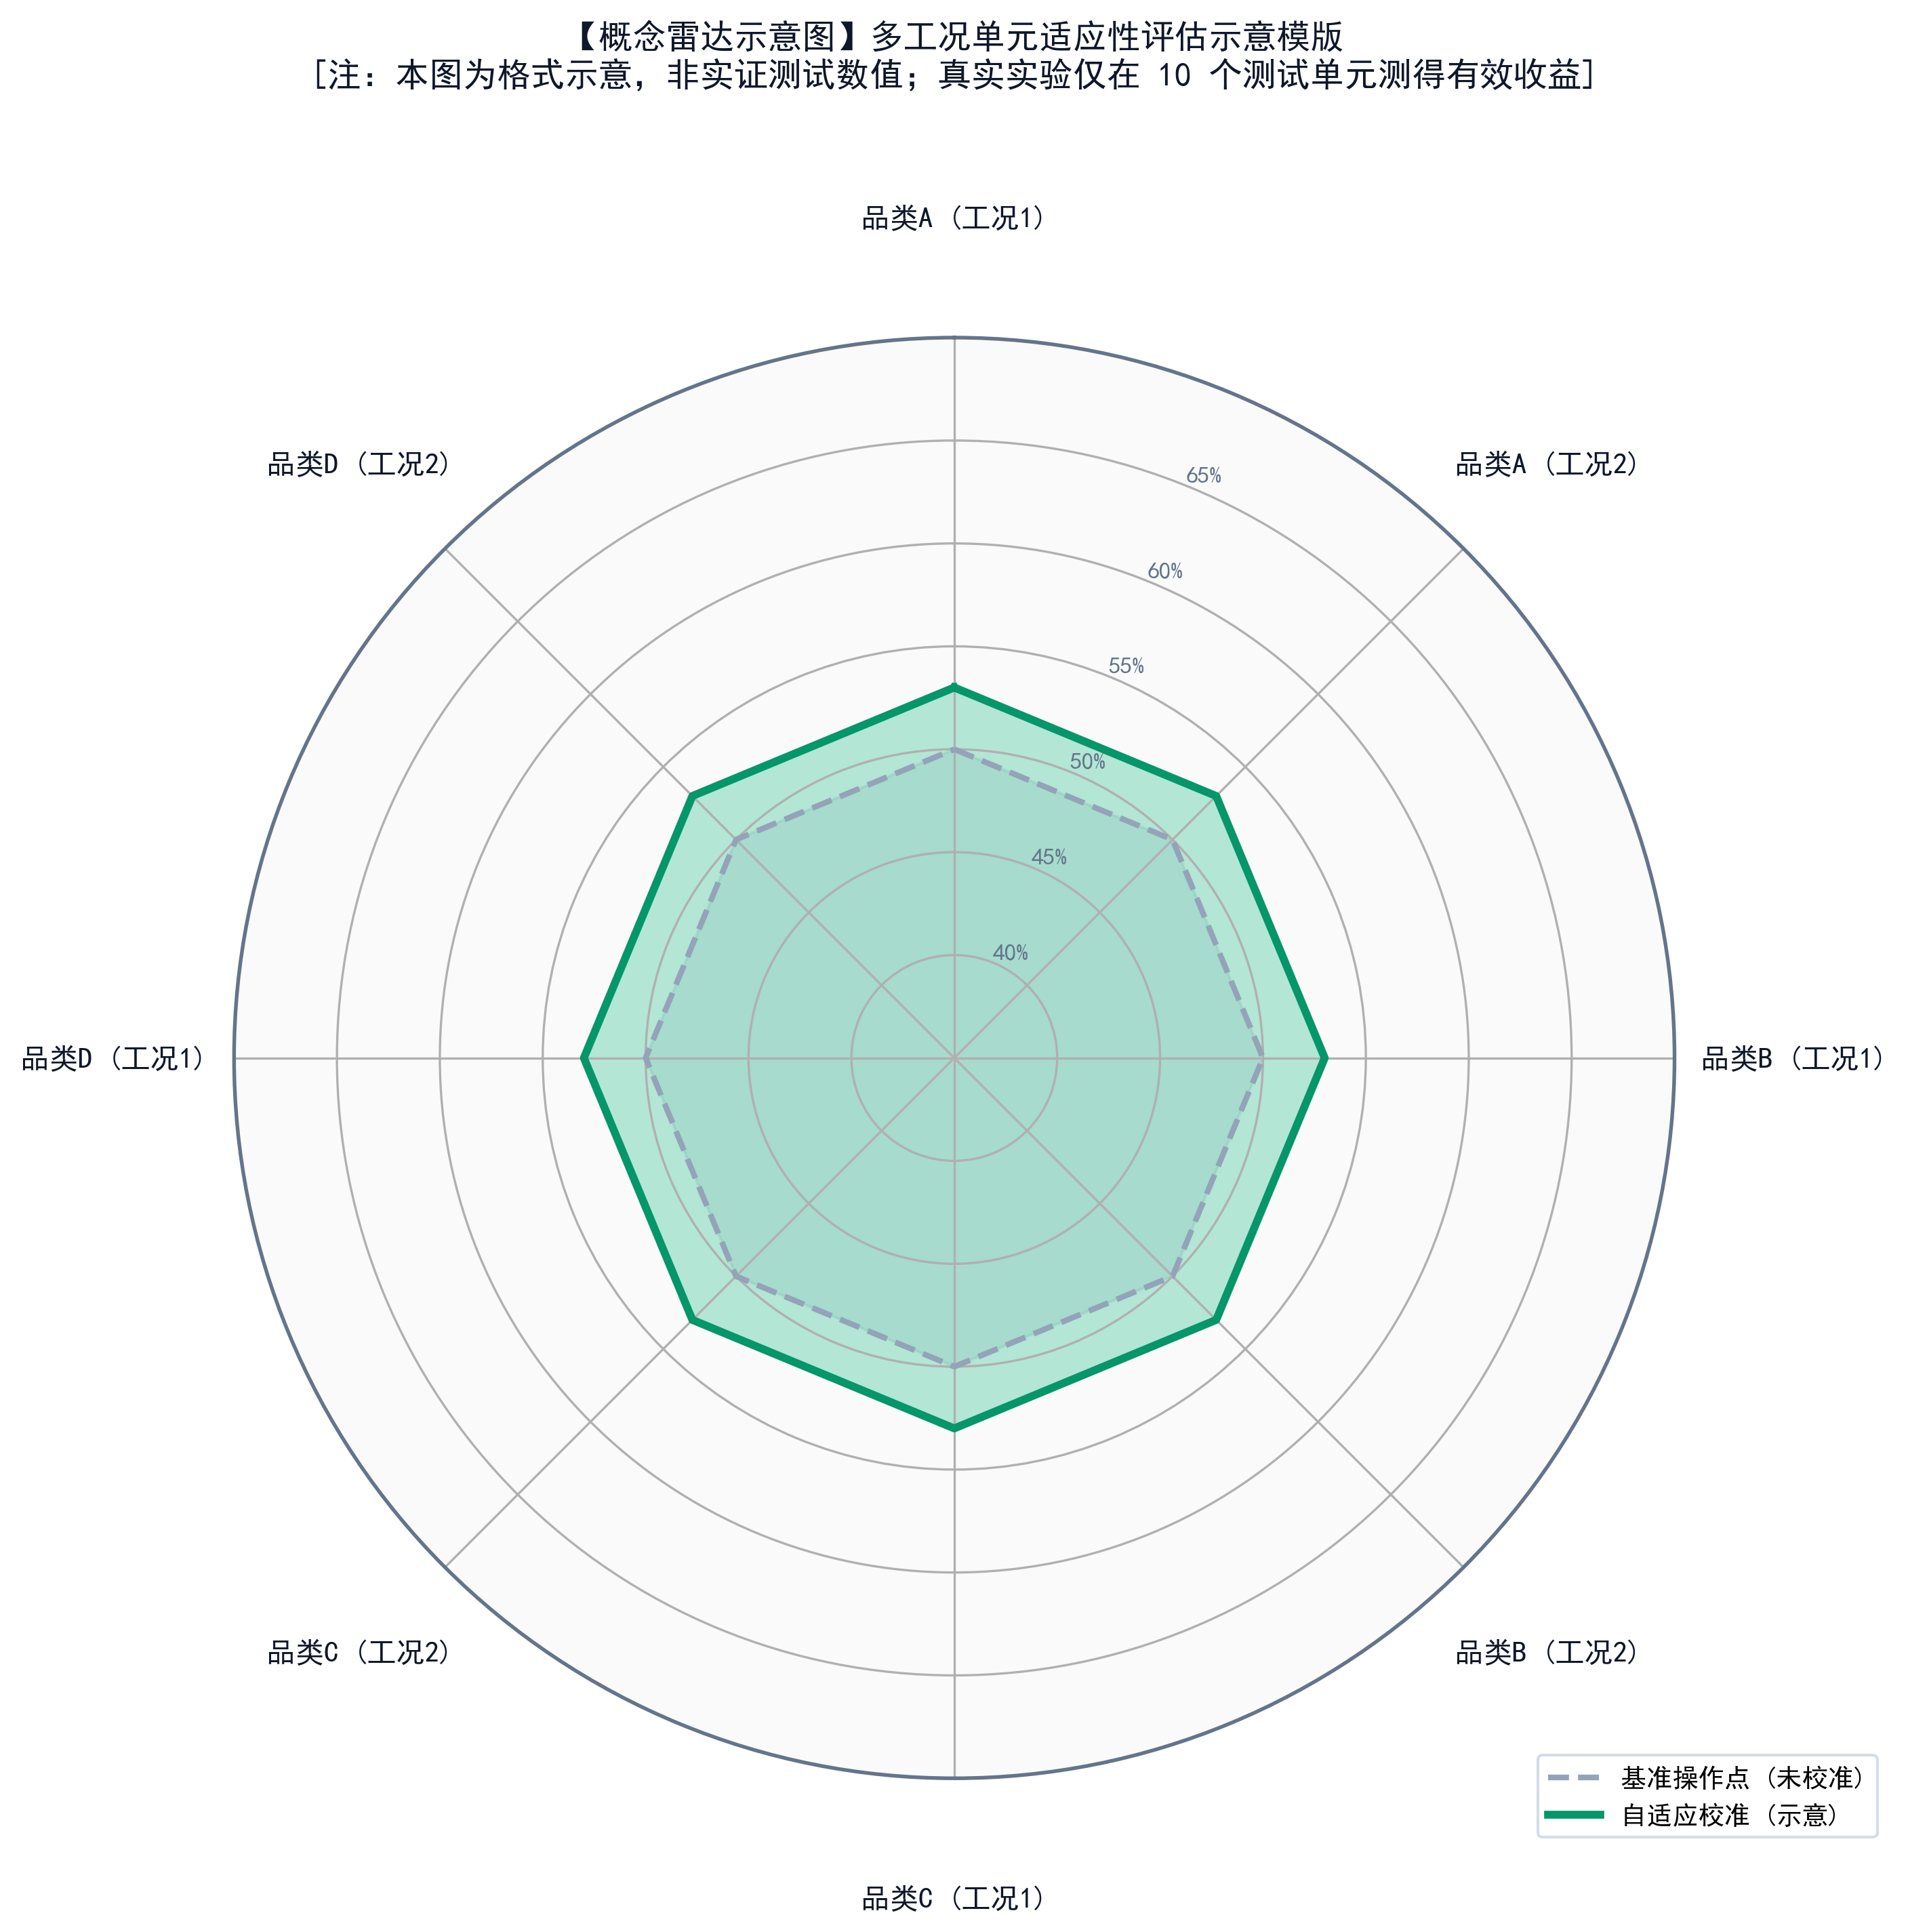 【概念雷达示意图】多工况单元适应性评估示意模版
[注：本图为格式示意，非实证测试数值；真实实验仅在 10 个测试单元测得有效收益]
品类A (工况1)
品类D (工况2)
品类A (工况2)
65%
60%
55%
50%
45%
40%
品类D (工况1)
品类B (工况1)
品类C (工况2)
品类B (工况2)
基准操作点 (未校准)
自适应校准 (示意)
品类C (工况1)